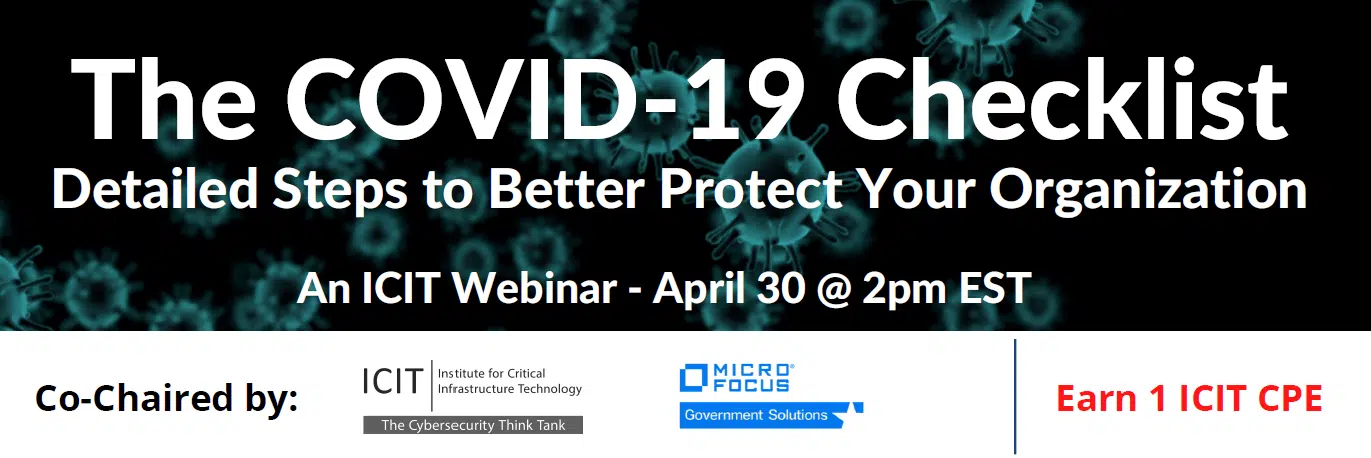 The COVID-19 Checklist
Detailed Steps to Better Protect Your Organization
An ICIT Webinar - April 30 @ 2pm EST
Co-Chaired by:
ICIT
Institute for Critical
Infrastructure Technology
The Cybersecurity Think Tank
MICRO
FOCUS®
Government Solutions
Earn 1 ICIT CPE